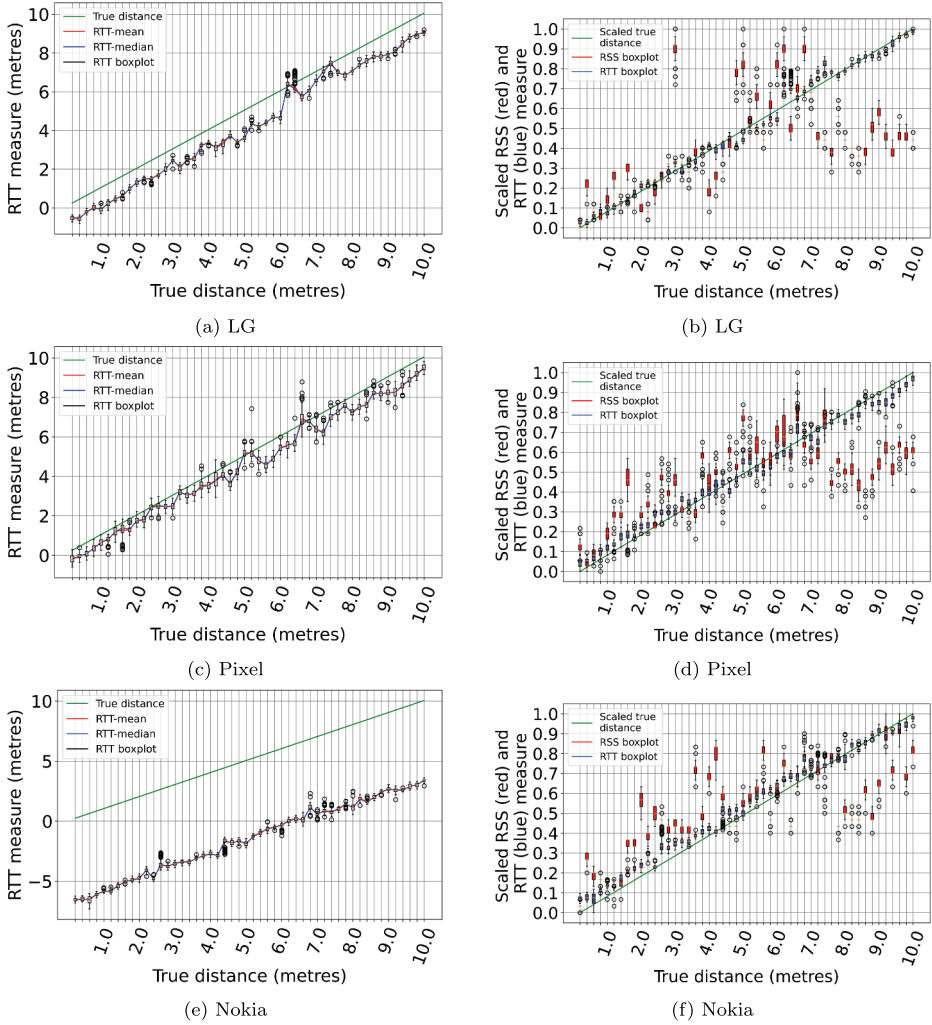 10
8
6
4
2
0
RTT measure (metres)
True distance
RTT-mean
RTT-median
RTT boxplot
1.0 2.0 3.0 4.0 5.0 6.0 7.0 8.0 9.0 10.0
True distance (metres)
(a) LG
1.0
0.9
0.8
0.7
0.6
0.5
0.4
0.3
0.2
0.1
0.0
Scaled RSS (red) and
RTT (blue) measure
Scaled true
distance
RSS boxplot
RTT boxplot
1.0 2.0 3.0 4.0 5.0 6.0 7.0 8.0 9.0 10.0
True distance (metres)
(b) LG
10
8
6
4
2
0
RTT measure (metres)
True distance
RTT-mean
RTT-median
RTT boxplot
1.0 2.0 3.0 4.0 5.0 6.0 7.0 8.0 9.0 10.0
True distance (metres)
(c) Pixel
1.0
0.9
0.8
0.7
0.6
0.5
0.4
0.3
0.2
0.1
0.0
Scaled RSS (red) and
RTT (blue) measure
Scaled true
distance
RSS boxplot
RTT boxplot
1.0 2.0 3.0 4.0 5.0 6.0 7.0 8.0 9.0 10.0
True distance (metres)
(d) Pixel
10
5
0
−5
RTT measure (metres)
True distance
RTT-mean
RTT-median
RTT boxplot
1.0 2.0 3.0 4.0 5.0 6.0 7.0 8.0 9.0 10.0
True distance (metres)
(e) Nokia
1.0
0.9
0.8
0.7
0.6
0.5
0.4
0.3
0.2
0.1
0.0
Scaled RSS (red) and
RTT (blue) measure
Scaled true
distance
RSS boxplot
RTT boxplot
1.0 2.0 3.0 4.0 5.0 6.0 7.0 8.0 9.0 10.0
True distance (metres)
(f) Nokia